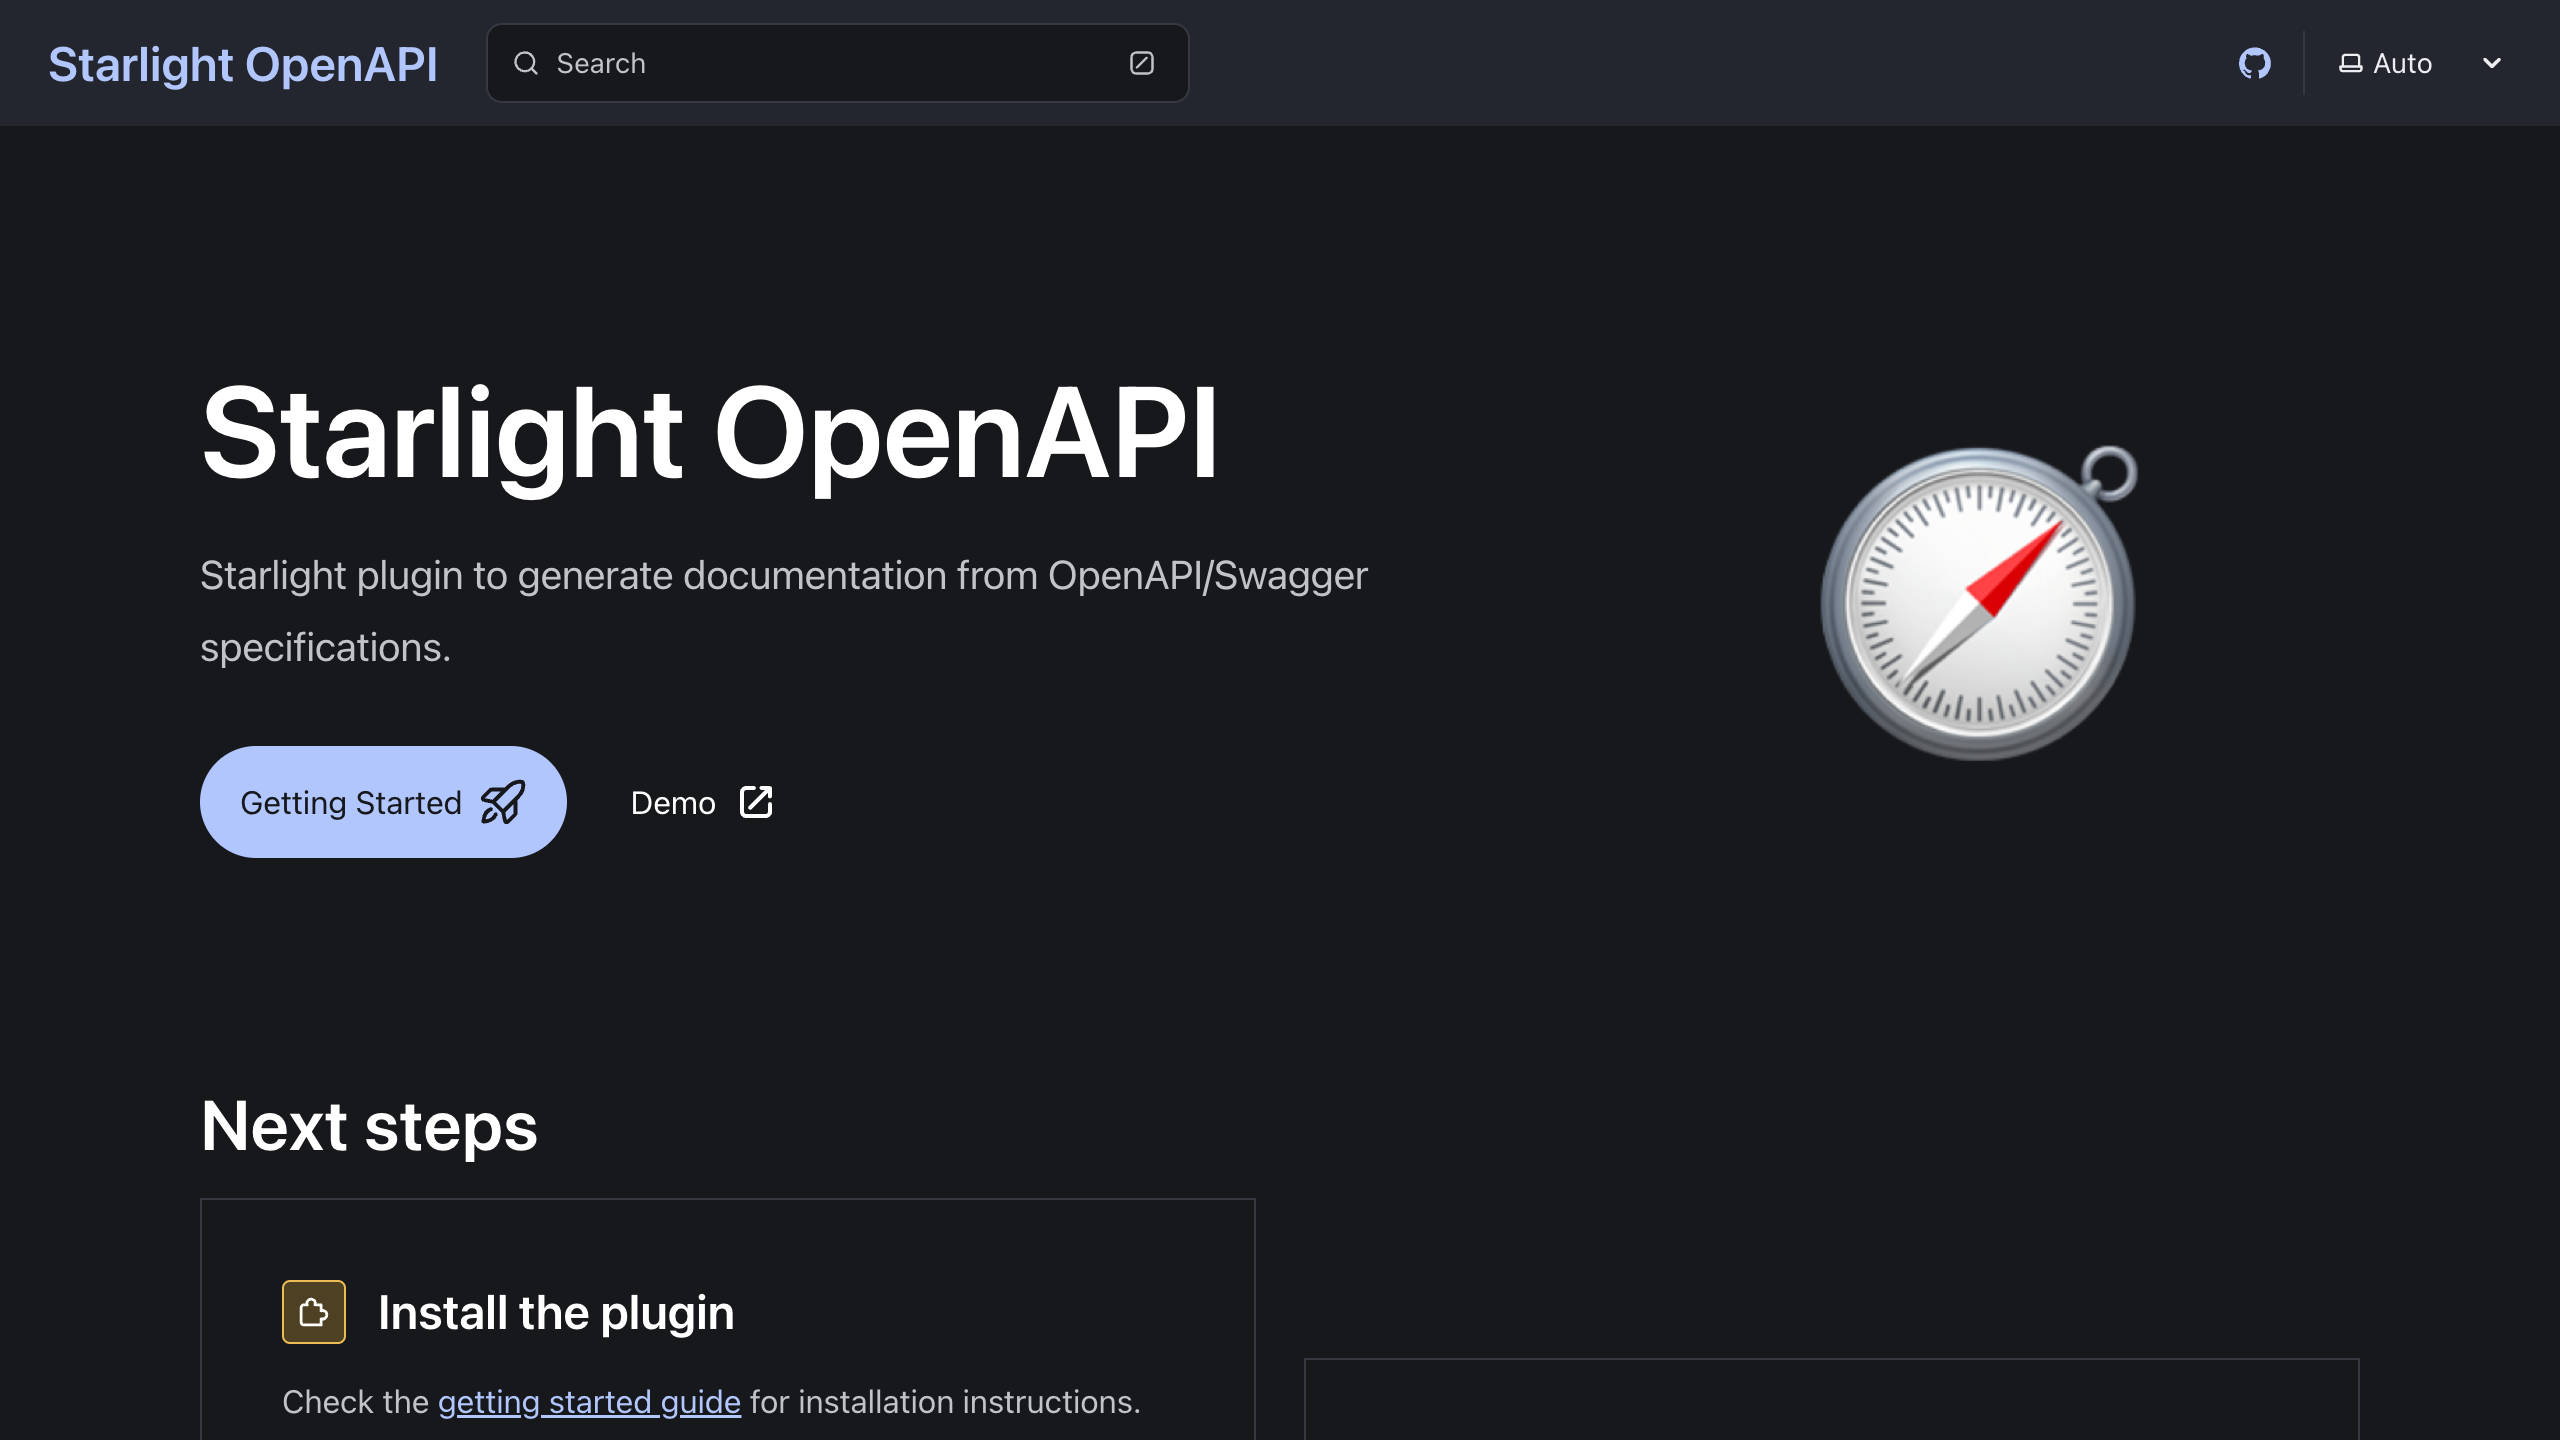 Starlight OpenAPI
Search
Auto
Starlight OpenAPI
Starlight plugin to generate documentation from OpenAPI/Swagger
specifications.
Getting Started
Demo
Next steps
Install the plugin
Check the getting started guide for installation instructions.